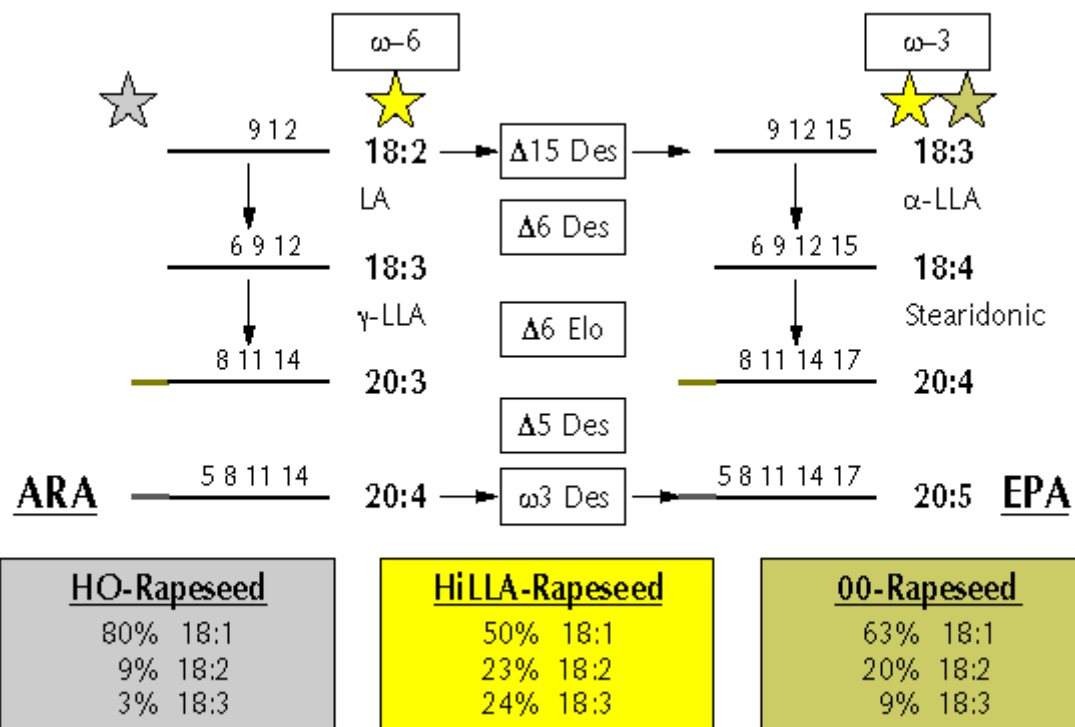 ω–6
ω–3
9 12
18:2
Δ15 Des
9 12 15
18:3
LA
α-LLA
Δ6 Des
6 9 12
18:3
6 9 12 15
18:4
γ-LLA
Δ6 Elo
Stearidonic
8 11 14
20:3
8 11 14 17
20:4
Δ5 Des
ARA
5 8 11 14
20:4
ω3 Des
5 8 11 14 17
20:5
EPA
HO-Rapeseed
80% 18:1
9% 18:2
3% 18:3
HiLLA-Rapeseed
50% 18:1
23% 18:2
24% 18:3
00-Rapeseed
63% 18:1
20% 18:2
9% 18:3